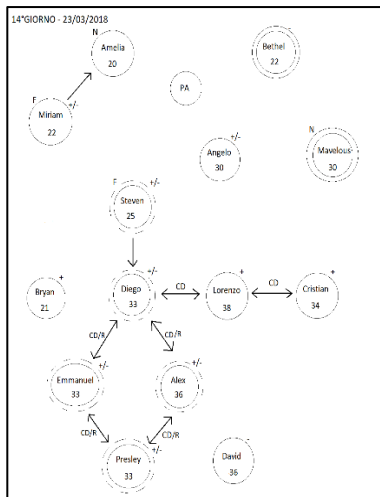 14°GIORNO - 23/03/2018
N
Amelia
20
Bethel
22
PA
F
+/-
Miriam
22
+/-
Angelo
30
N
Mavelous
30
F
+/-
Steven
25
+
Bryan
21
+/-
Diego
33
CD
+
Lorenzo
38
CD
+
Cristian
34
CD/R
CD/R
+/-
Emmanuel
33
+/-
Alex
36
CD/R
CD/R
+/-
Presley
33
-
David
36